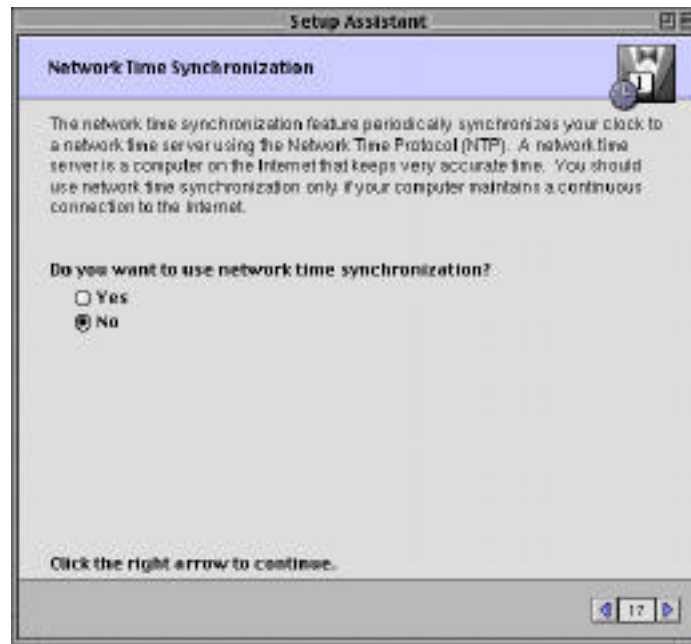 Setup Assistant
Network Time Synchronization
1
The network time synchronization feature periodically synchronizes your clock to
a network time server using the Network Time Protocol (NTP). A network time
server is a computer on the Internet that keeps very accurate time. You should
use network time synchronization only if your computer maintains a continuous
connection to the Internet.
Do you want to use network time synchronization?
Yes
No
Click the right arrow to continue.
17